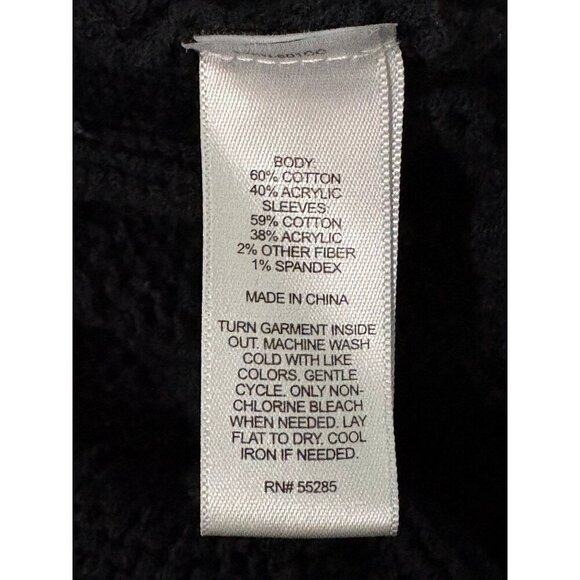 BODY:
60% COTTON
40% ACRYLIC
SLEEVES
59% COTTON
38% ACRYLIC
2% OTHER FIBER
1% SPANDEX
MADE IN CHINA
TURN GARMENT INSIDE
OUT. MACHINE WASH
COLD WITH LIKE
COLORS, GENTLE
CYCLE. ONLY NON-
CHLORINE BLEACH
WHEN NEEDED. LAY
FLAT TO DRY. COOL
IRON IF NEEDED.
RN# 55285